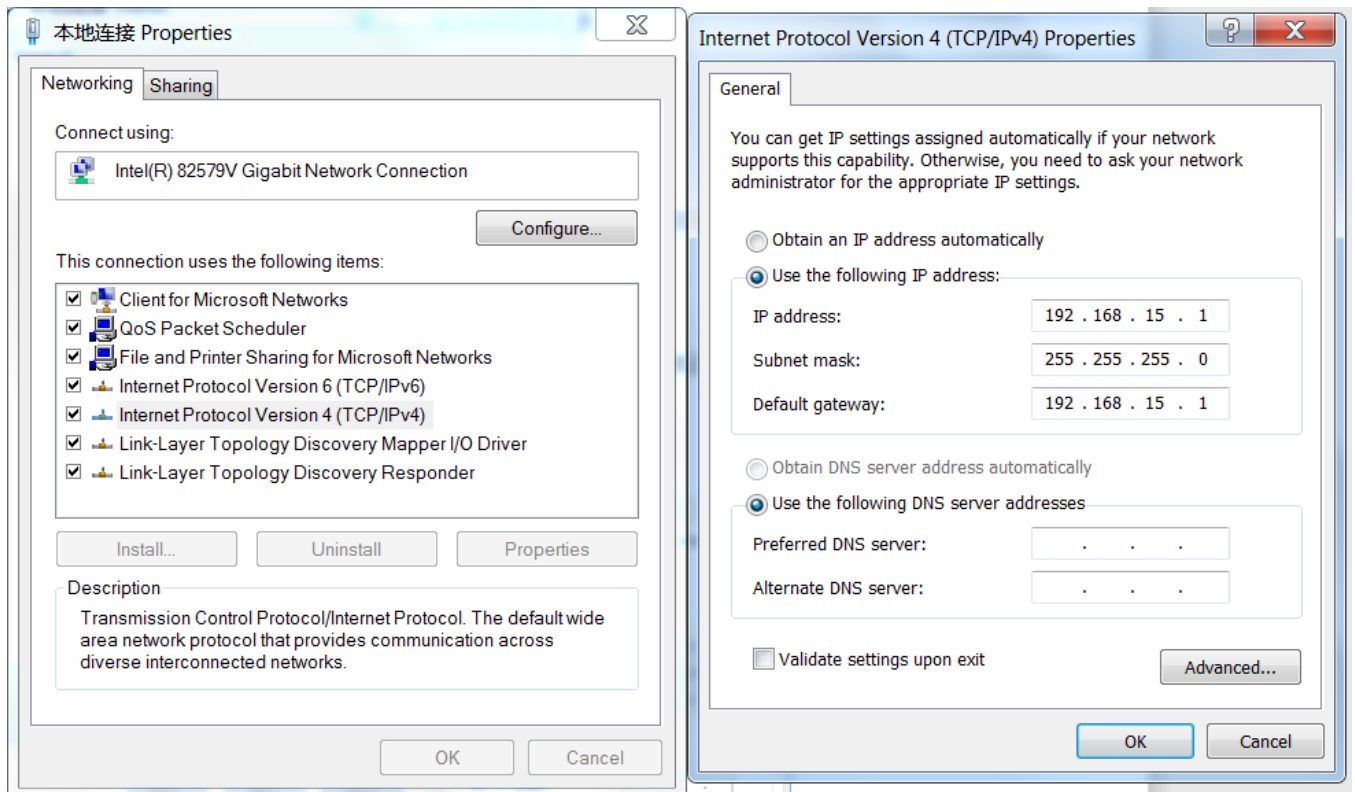 本地连接 Properties
Networking
Sharing
Connect using:
Intel(R) 82579V Gigabit Network Connection
Configure...
This connection uses the following items:
Client for Microsoft Networks
QoS Packet Scheduler
File and Printer Sharing for Microsoft Networks
Internet Protocol Version 6 (TCP/IPv6)
Internet Protocol Version 4 (TCP/IPv4)
Link-Layer Topology Discovery Mapper I/O Driver
Link-Layer Topology Discovery Responder
Install...
Uninstall
Properties
Description
Transmission Control Protocol/Internet Protocol. The default wide
area network protocol that provides communication across
diverse interconnected networks.
OK
Cancel
Internet Protocol Version 4 (TCP/IPv4) Properties
General
You can get IP settings assigned automatically if your network
supports this capability. Otherwise, you need to ask your network
administrator for the appropriate IP settings.
Obtain an IP address automatically
Use the following IP address:
IP address: 192 . 168 . 15 . 1
Subnet mask: 255 . 255 . 255 . 0
Default gateway: 192 . 168 . 15 . 1
Obtain DNS server address automatically
Use the following DNS server addresses
Preferred DNS server: . . .
Alternate DNS server: . . .
Validate settings upon exit
Advanced...
OK
Cancel